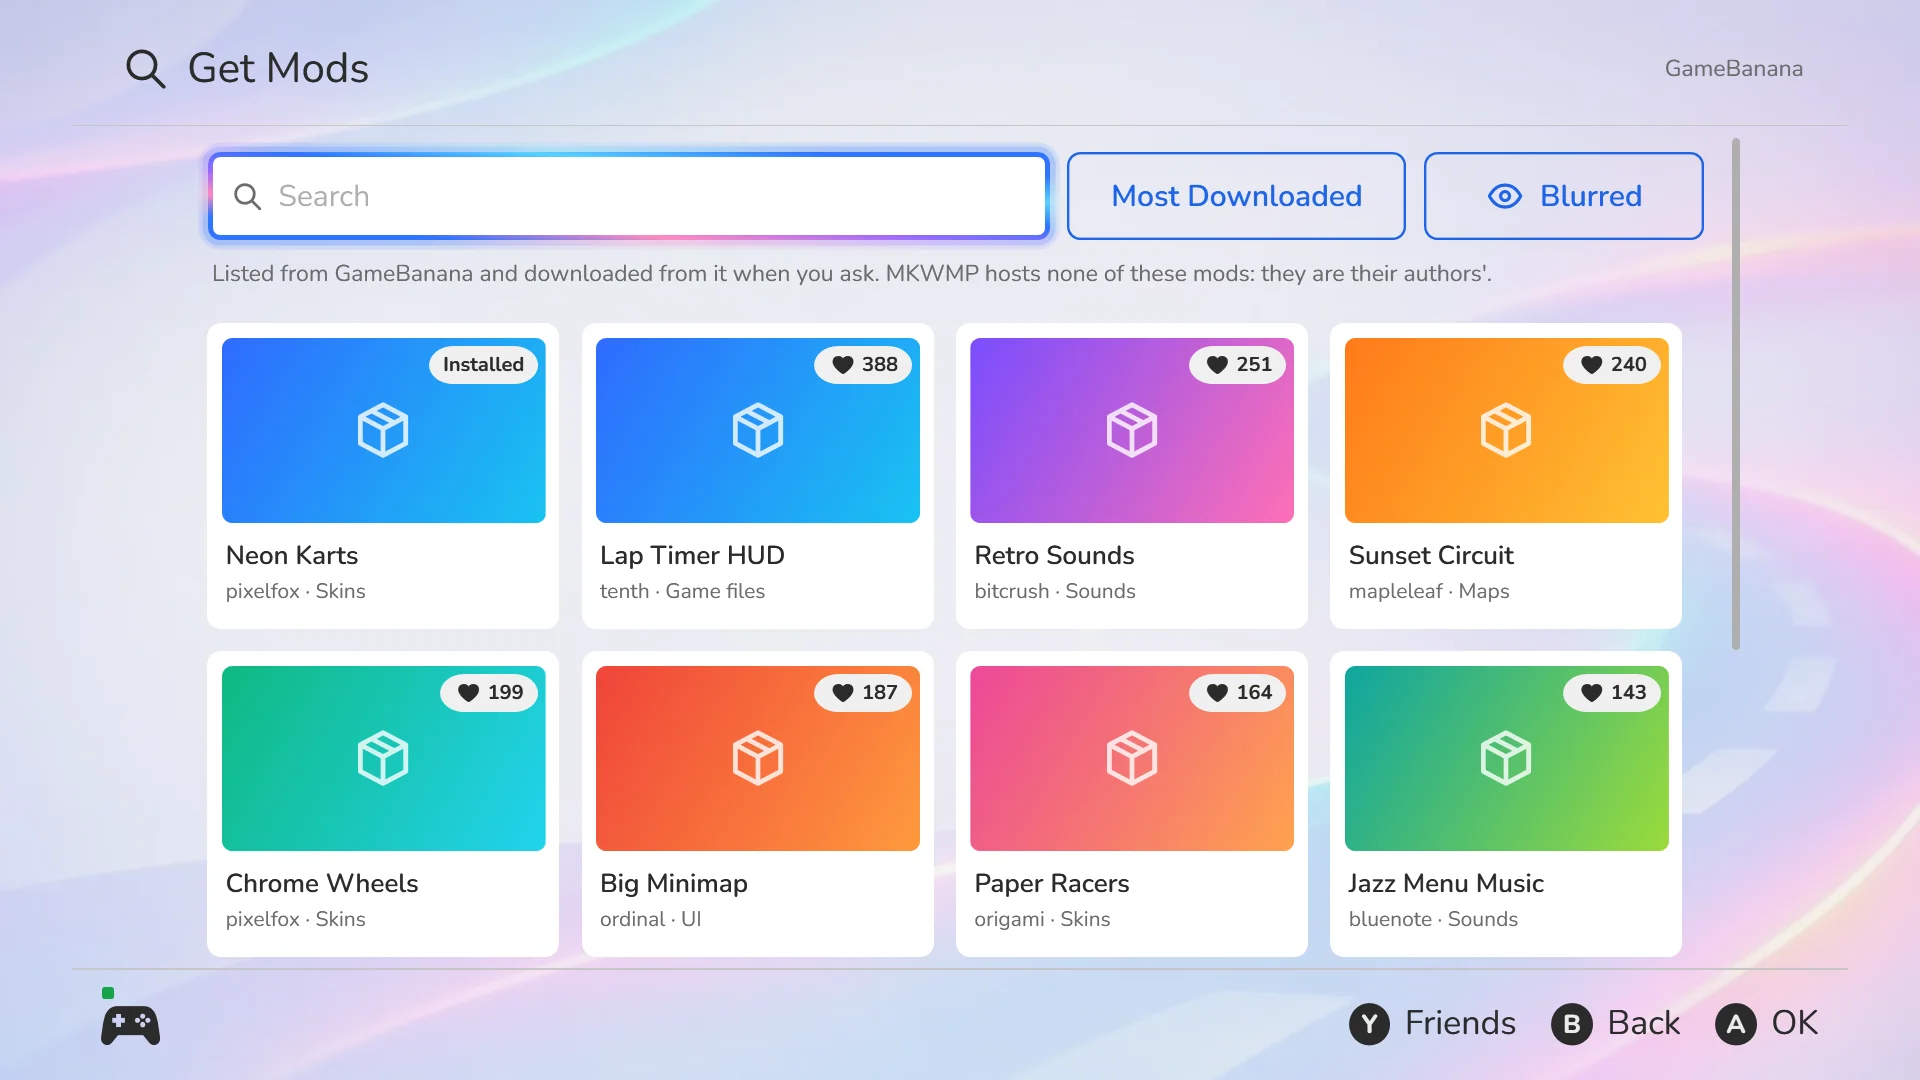 Get Mods
GameBanana
Search
Most Downloaded
Blurred
Listed from GameBanana and downloaded from it when you ask. MKWMP hosts none of these mods: they are their authors'.
Installed
388
251
240
Neon Karts
pixelfox · Skins
Lap Timer HUD
tenth · Game files
Retro Sounds
bitcrush · Sounds
Sunset Circuit
mapleleaf · Maps
199
187
164
143
Chrome Wheels
pixelfox · Skins
Big Minimap
ordinal · UI
Paper Racers
origami · Skins
Jazz Menu Music
bluenote · Sounds
Y Friends
B Back
A OK